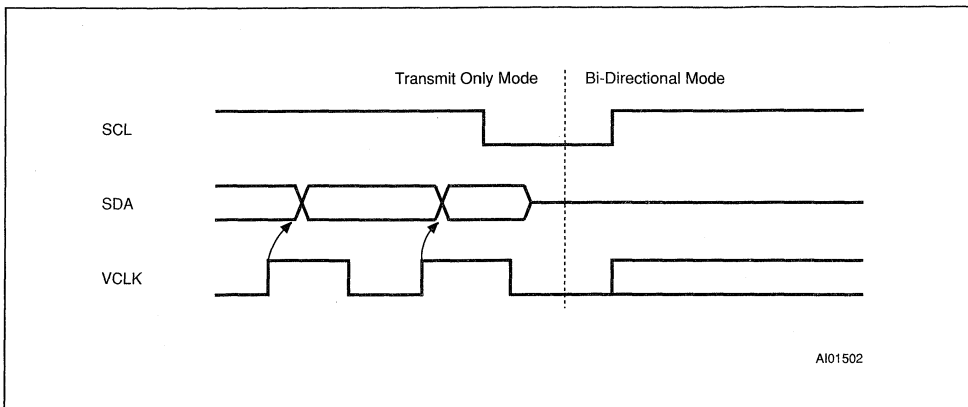 Transmit Only Mode Bi-Directional Mode
SCL
SDA
VCLK
AI01502